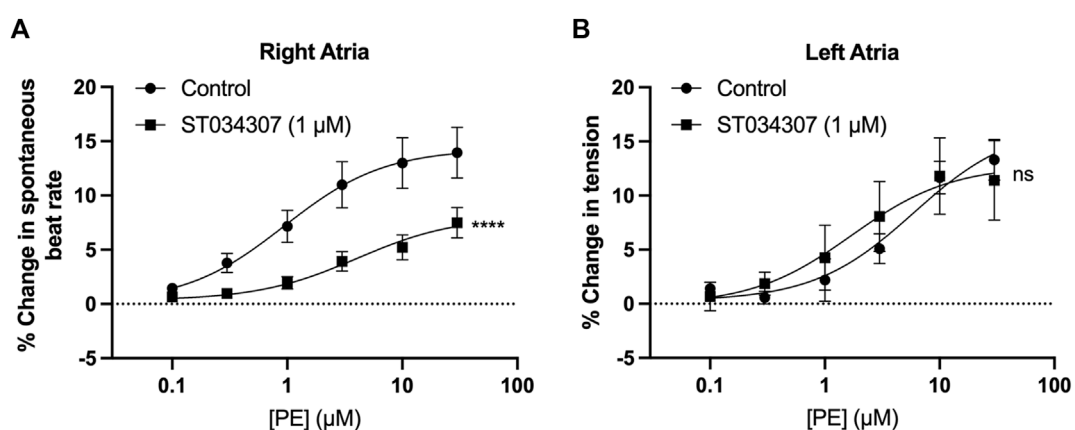 A
Right Atria
Control
ST034307 (1 μM)
% Change in spontaneous
beat rate
20
15
10
5
0
-5
****
0.1
1
10
100
[PE] (μM)
B
Left Atria
Control
ST034307 (1 μM)
% Change in tension
20
15
10
5
0
-5
ns
0.1
1
10
100
[PE] (μM)